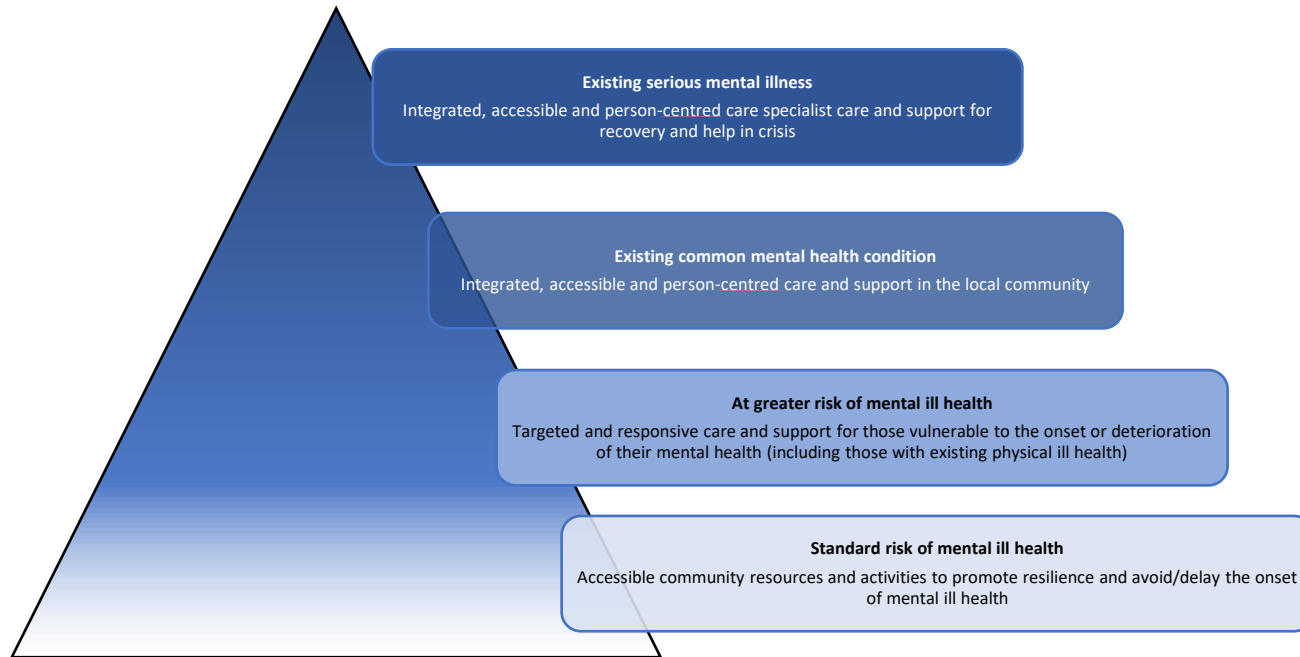 Existing serious mental illness
Integrated, accessible and person-centred care specialist care and support for
recovery and help in crisis
Existing common mental health condition
Integrated, accessible and person-centred care and support in the local community
At greater risk of mental ill health
Targeted and responsive care and support for those vulnerable to the onset or deterioration
of their mental health (including those with existing physical ill health)
Standard risk of mental ill health
Accessible community resources and activities to promote resilience and avoid/delay the onset
of mental ill health